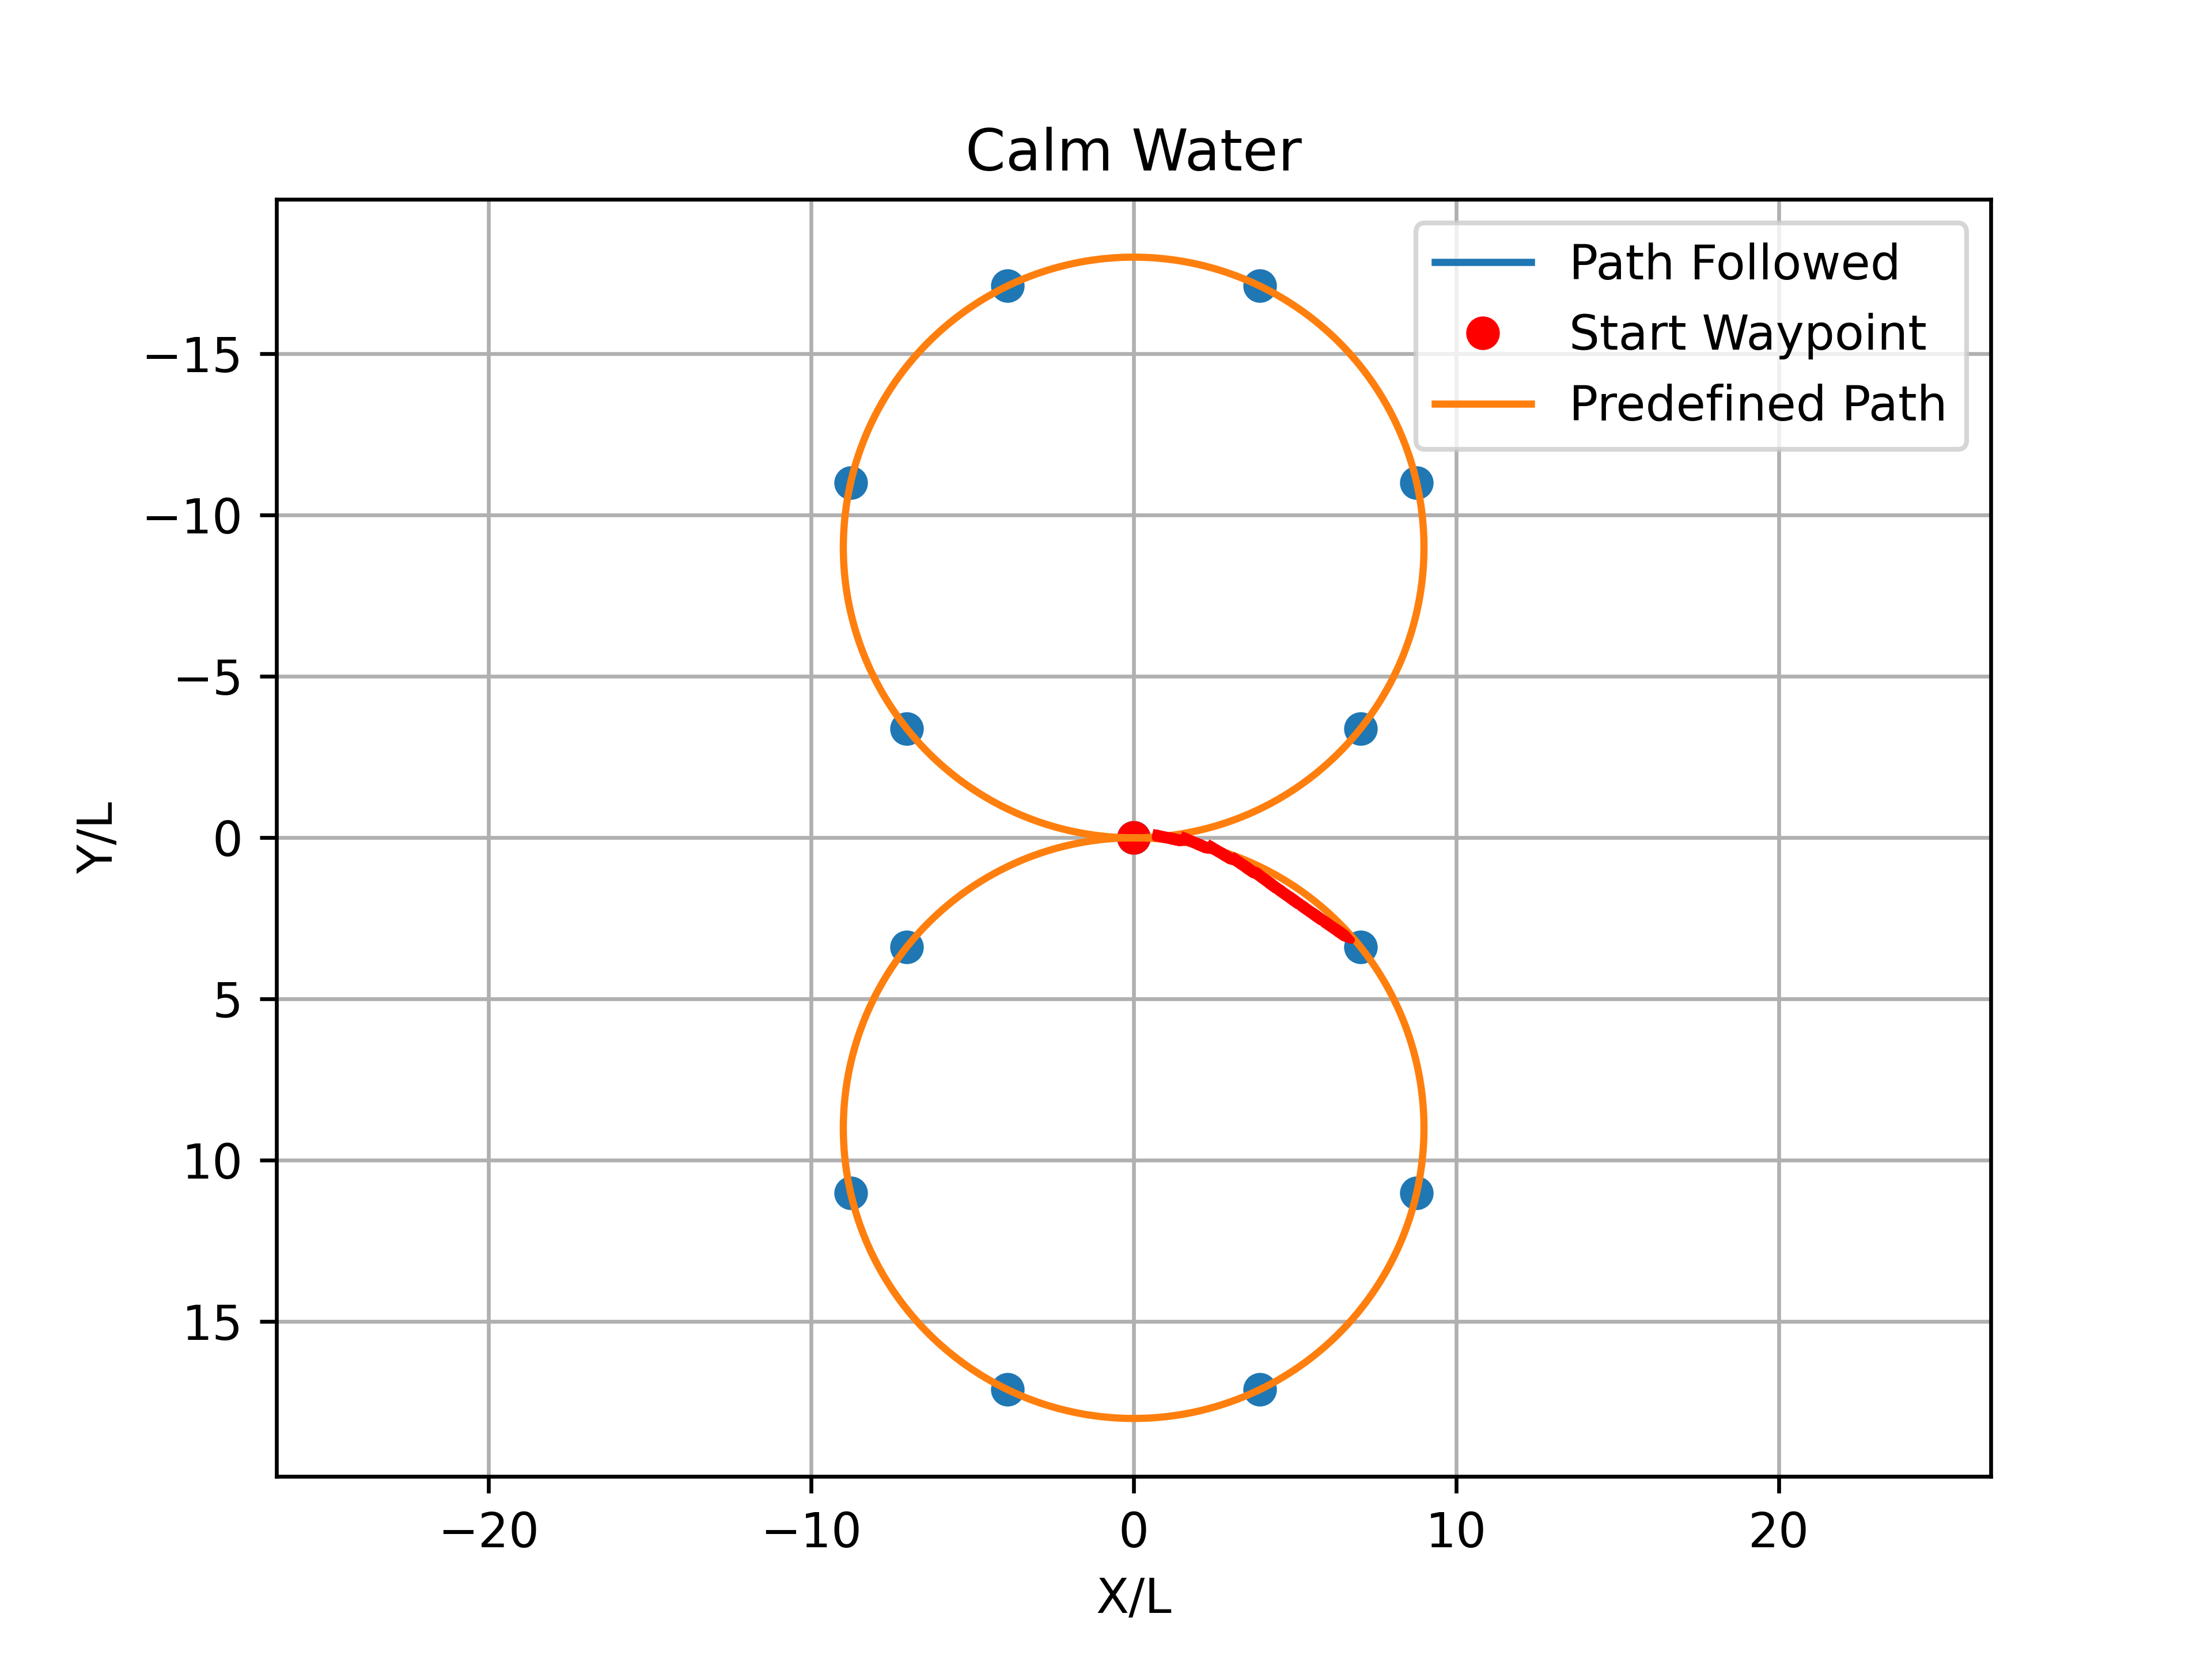 Calm Water
Path Followed
Start Waypoint
Predefined Path
−15
−10
−5
0
5
10
15
Y/L
−20
−10
0
10
20
X/L